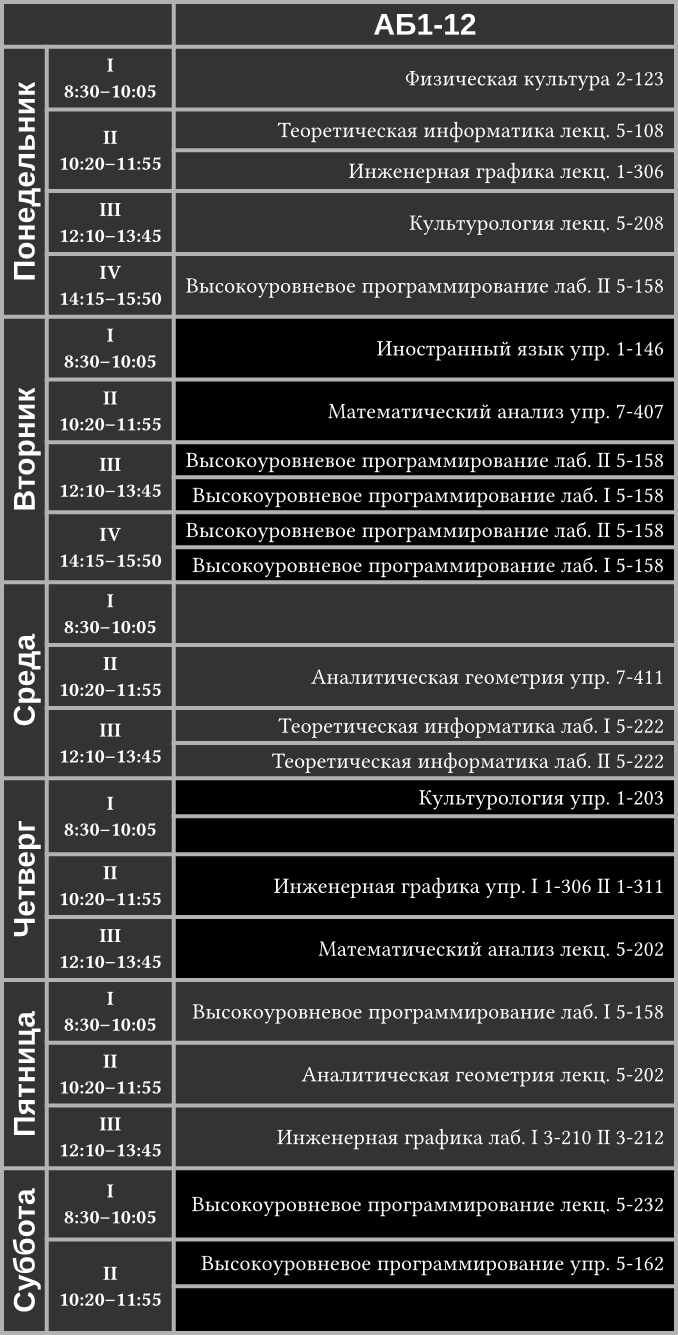 АБ1-12
Понедельник
I
8:30–10:05
Физическая культура 2-123
II
10:20–11:55
Теоретическая информатика лекц. 5-108
Инженерная графика лекц. 1-306
III
12:10–13:45
Культурология лекц. 5-208
IV
14:15–15:50
Высокоуровневое программирование лаб. II 5-158
Вторник
I
8:30–10:05
Иностранный язык упр. 1-146
II
10:20–11:55
Математический анализ упр. 7-407
III
12:10–13:45
Высокоуровневое программирование лаб. II 5-158
Высокоуровневое программирование лаб. I 5-158
IV
14:15–15:50
Высокоуровневое программирование лаб. II 5-158
Высокоуровневое программирование лаб. I 5-158
Среда
I
8:30–10:05
II
10:20–11:55
Аналитическая геометрия упр. 7-411
III
12:10–13:45
Теоретическая информатика лаб. I 5-222
Теоретическая информатика лаб. II 5-222
Четверг
I
8:30–10:05
Культурология упр. 1-203
II
10:20–11:55
Инженерная графика упр. I 1-306 II 1-311
III
12:10–13:45
Математический анализ лекц. 5-202
Пятница
I
8:30–10:05
Высокоуровневое программирование лаб. I 5-158
II
10:20–11:55
Аналитическая геометрия лекц. 5-202
III
12:10–13:45
Инженерная графика лаб. I 3-210 II 3-212
Суббота
I
8:30–10:05
Высокоуровневое программирование лекц. 5-232
II
10:20–11:55
Высокоуровневое программирование упр. 5-162